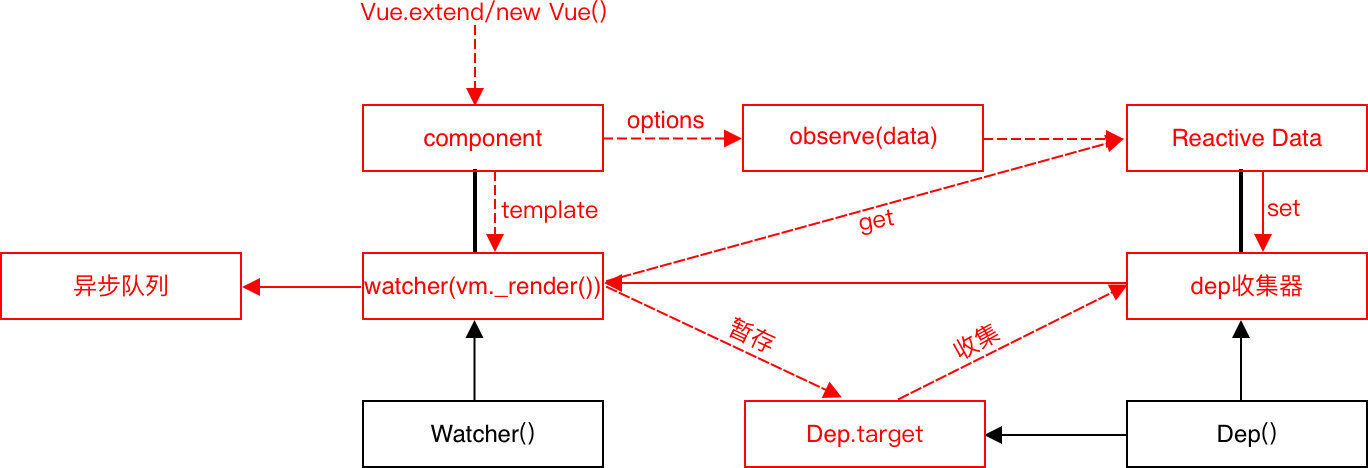 Vue.extend/new Vue()
component
options
observe(data)
Reactive Data
template
get
set
异步队列
watcher(vm._render())
dep收集器
暂存
收集
Watcher()
Dep.target
Dep()